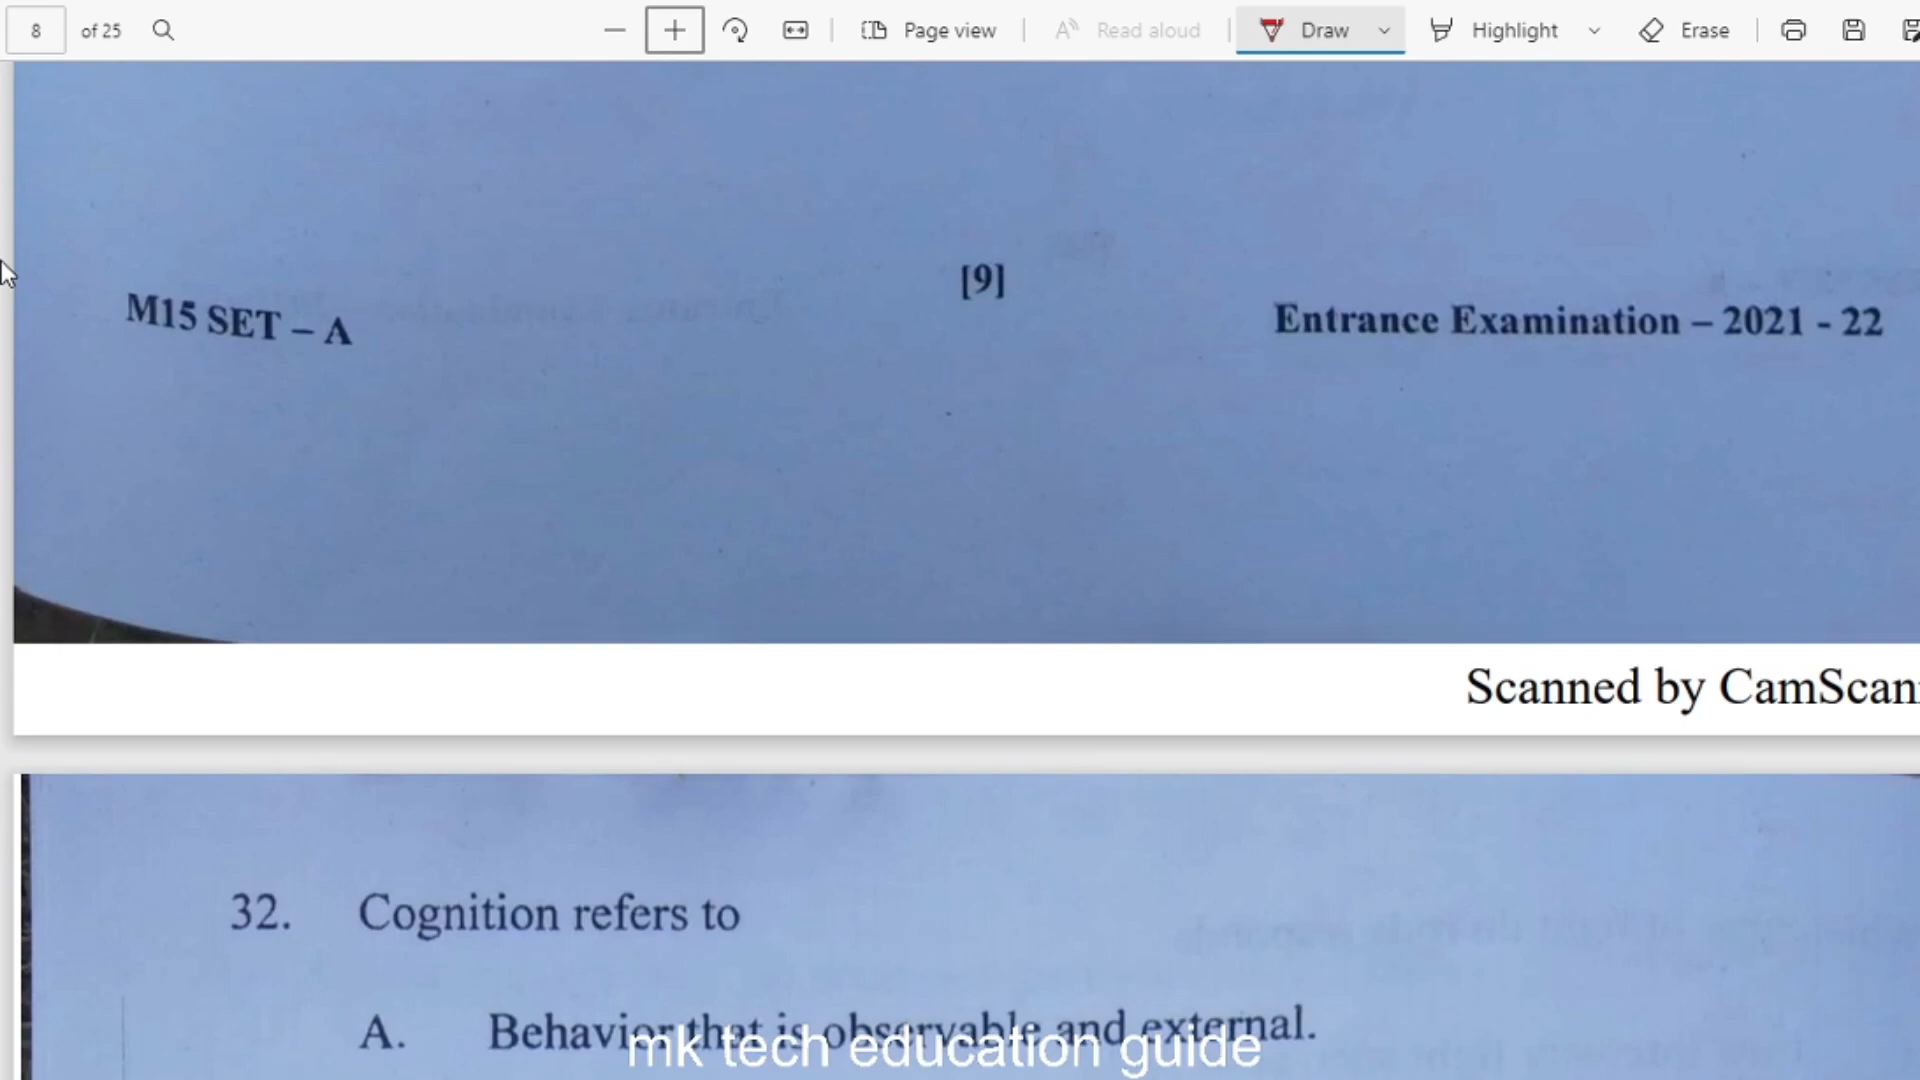 8 of 25 Page view Read aloud Draw Highlight Erase
[9]
M15 SET – A Entrance Examination – 2021 - 22
Scanned by CamScan
32. Cognition refers to
A. Behavior that is observable and external.
mk tech education guide